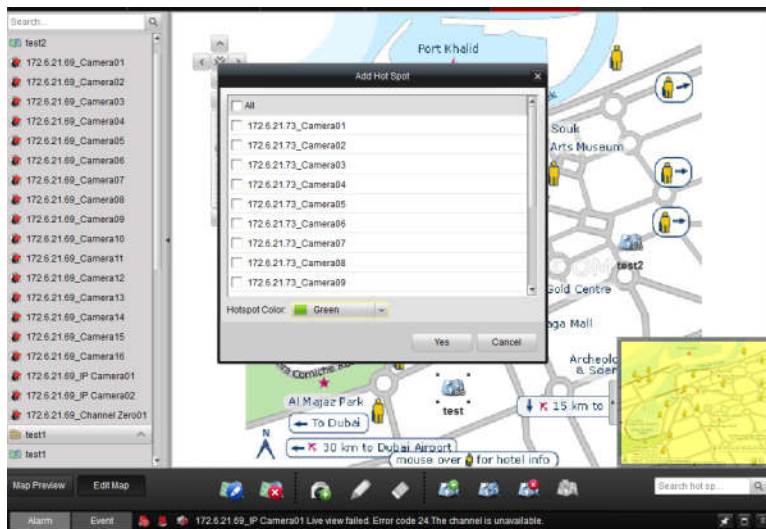 Search...
test2
172.6.21.69_Camera01
172.6.21.69_Camera02
172.6.21.69_Camera03
172.6.21.69_Camera04
172.6.21.69_Camera05
172.6.21.69_Camera06
172.6.21.69_Camera07
172.6.21.69_Camera08
172.6.21.69_Camera09
172.6.21.69_Camera10
172.6.21.69_Camera11
172.6.21.69_Camera12
172.6.21.69_Camera13
172.6.21.69_Camera14
172.6.21.69_Camera15
172.6.21.69_Camera16
172.6.21.69_IP Camera01
172.6.21.69_IP Camera02
172.6.21.69_Channel Zero01
test1
test1
Port Khalid
Add Hot Spot
All
172.6.21.73_Camera01
172.6.21.73_Camera02
172.6.21.73_Camera03
172.6.21.73_Camera04
172.6.21.73_Camera05
172.6.21.73_Camera06
172.6.21.73_Camera07
172.6.21.73_Camera08
172.6.21.73_Camera09
Hotspot Color: Green
Yes Cancel
Souk
Arts Museum
test2
Gold Centre
Mall
Corniche
Al Majaz Park
To Dubai
N
30 km to Dubai Airport
mouse over for hotel info )
test
15 km to
Map Preview Edit Map
Search hot sp...
Alarm Event 172.6.21.69_IP Camera01 Live view failed. Error code 24.The channel is unavailable.